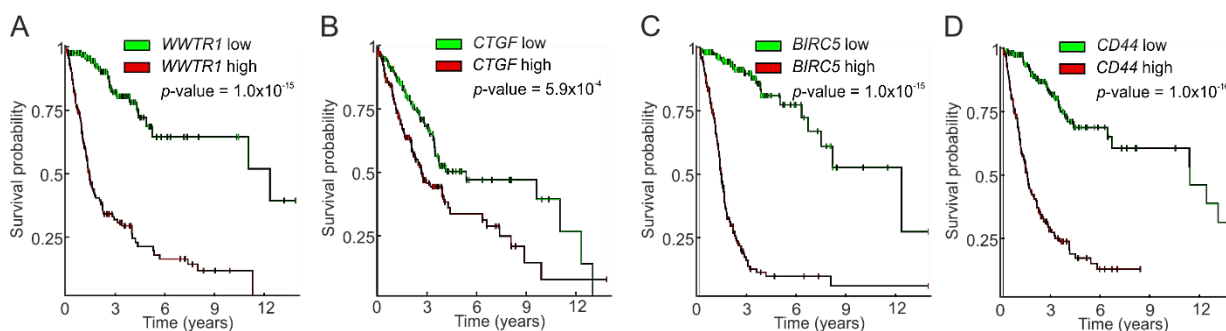 A
WWTR1 low
WWTR1 high
p-value = 1.0x10⁻¹⁵
Survival probability
1
0.75
0.5
0.25
0 3 6 9 12
Time (years)
B
CTGF low
CTGF high
p-value = 5.9x10⁻⁴
Survival probability
1
0.75
0.5
0.25
0 3 6 9 12
Time (years)
C
BIRC5 low
BIRC5 high
p-value = 1.0x10⁻¹⁵
Survival probability
1
0.75
0.5
0.25
0 3 6 9 12
Time (years)
D
CD44 low
CD44 high
p-value = 1.0x10⁻¹
Survival probability
1
0.75
0.5
0.25
0 3 6 9 12
Time (years)